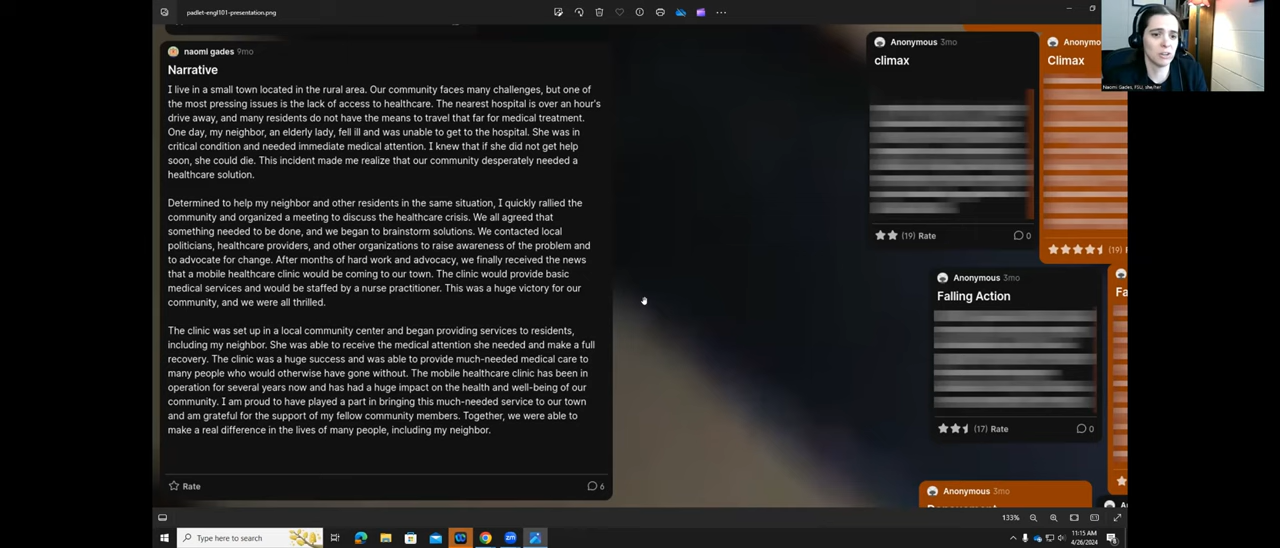 padlet-engl101-presentation.png
naomi gades 9mo
Narrative
I live in a small town located in the rural area. Our community faces many challenges, but one of
the most pressing issues is the lack of access to healthcare. The nearest hospital is over an hour's
drive away, and many residents do not have the means to travel that far for medical treatment.
One day, my neighbor, an elderly lady, fell ill and was unable to get to the hospital. She was in
critical condition and needed immediate medical attention. I knew that if she did not get help
soon, she could die. This incident made me realize that our community desperately needed a
healthcare solution.
Determined to help my neighbor and other residents in the same situation, I quickly rallied the
community and organized a meeting to discuss the healthcare crisis. We all agreed that
something needed to be done, and we began to brainstorm solutions. We contacted local
politicians, healthcare providers, and other organizations to raise awareness of the problem and
to advocate for change. After months of hard work and advocacy, we finally received the news
that a mobile healthcare clinic would be coming to our town. The clinic would provide basic
medical services and would be staffed by a nurse practitioner. This was a huge victory for our
community, and we were all thrilled.
The clinic was set up in a local community center and began providing services to residents,
including my neighbor. She was able to receive the medical attention she needed and make a full
recovery. The clinic was a huge success and was able to provide much-needed medical care to
many people who would otherwise have gone without. The mobile healthcare clinic has been in
operation for several years now and has had a huge impact on the health and well-being of our
community. I am proud to have played a part in bringing this much-needed service to our town
and am grateful for the support of my fellow community members. Together, we were able to
make a real difference in the lives of many people, including my neighbor.
Rate
6
Anonymous 3mo
climax
(19) Rate
0
Anonymo
Climax
(19)
Anonymous 3mo
Falling Action
(17) Rate
0
Fa
Anonymous 3mo
Naomi Gades, FSU, she/her
133%
Type here to search
11:15 AM
4/26/2024